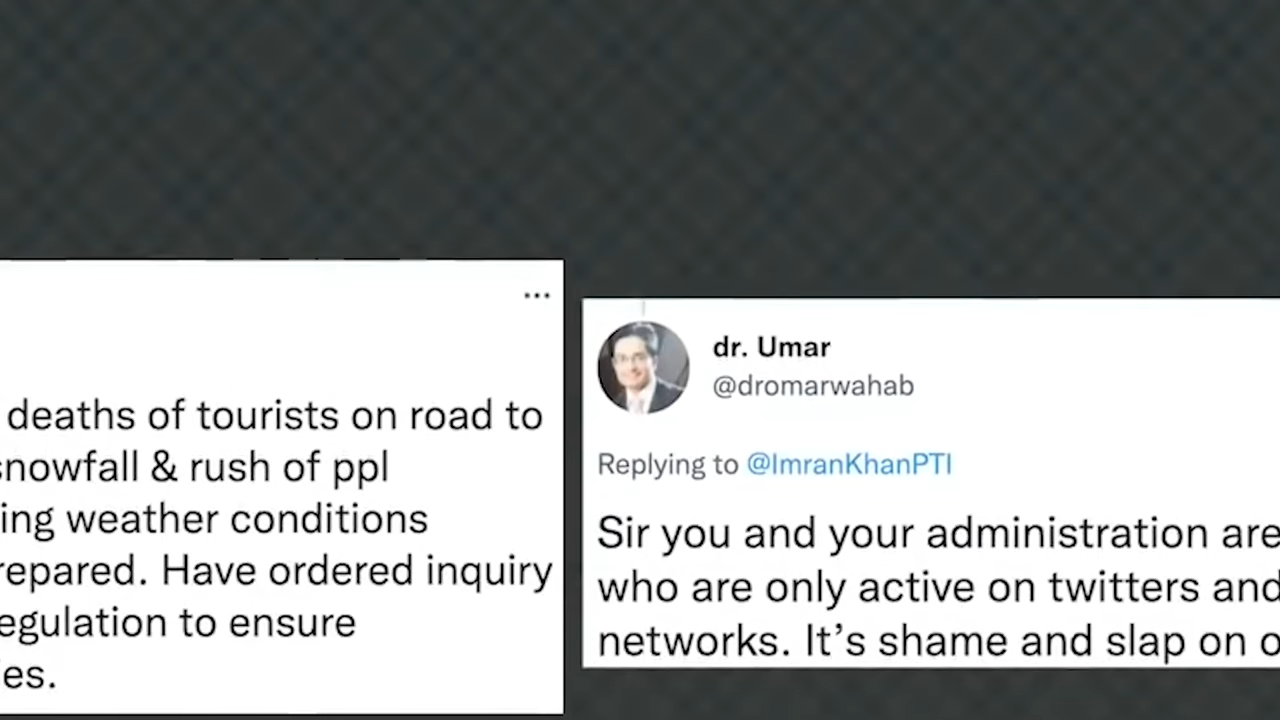 ...
deaths of tourists on road to
snowfall & rush of ppl
ing weather conditions
repared. Have ordered inquiry
egulation to ensure
ies.
dr. Umar
@dromarwahab
Replying to @ImranKhanPTI
Sir you and your administration are
who are only active on twitters and
networks. It's shame and slap on o